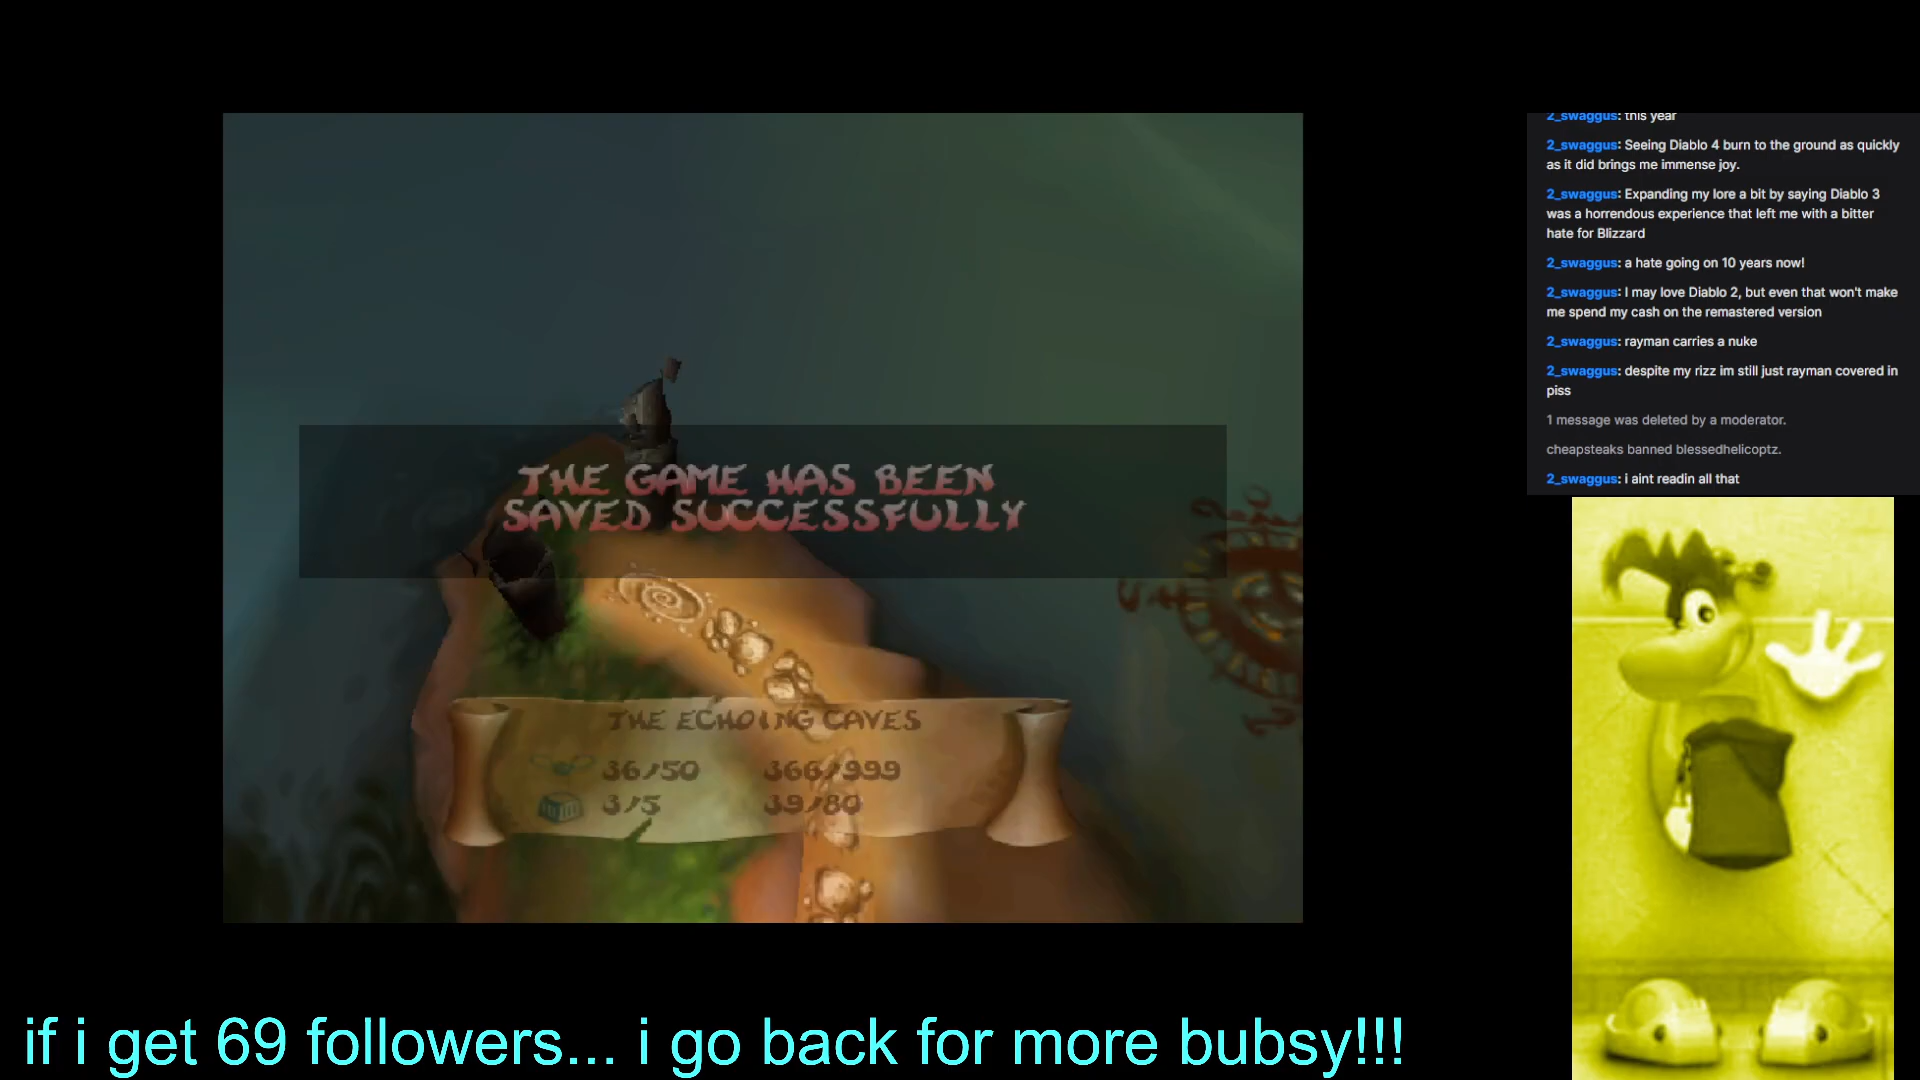 2_swaggus: this year
2_swaggus: Seeing Diablo 4 burn to the ground as quickly
as it did brings me immense joy.
2_swaggus: Expanding my lore a bit by saying Diablo 3
was a horrendous experience that left me with a bitter
hate for Blizzard
2_swaggus: a hate going on 10 years now!
2_swaggus: I may love Diablo 2, but even that won't make
me spend my cash on the remastered version
2_swaggus: rayman carries a nuke
2_swaggus: despite my rizz im still just rayman covered in
piss
1 message was deleted by a moderator.
cheapsteaks banned blessedhelicoptz.
2_swaggus: i aint readin all that
THE GAME HAS BEEN
SAVED SUCCESSFULLY
THE ECHOING CAVES
36/50 366/999
3/5 39/80
if i get 69 followers... i go back for more bubsy!!!